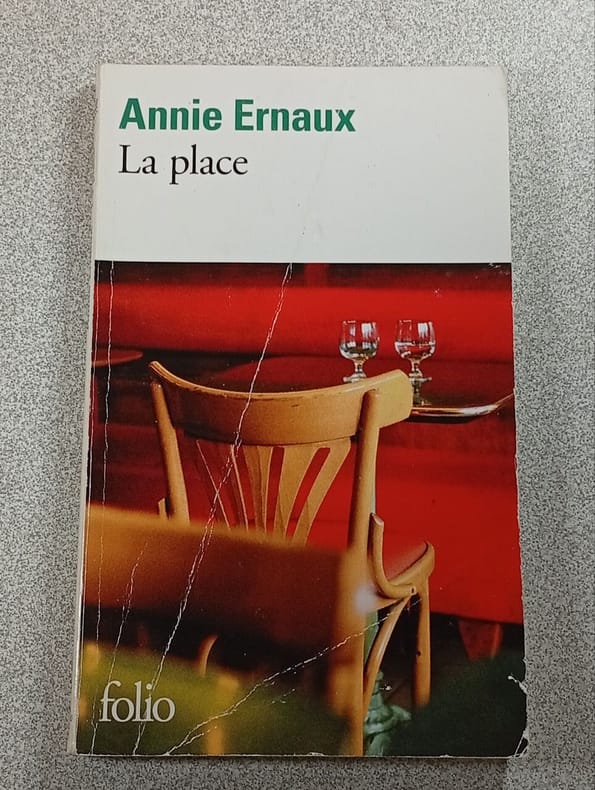 Annie Ernaux
La place
folio